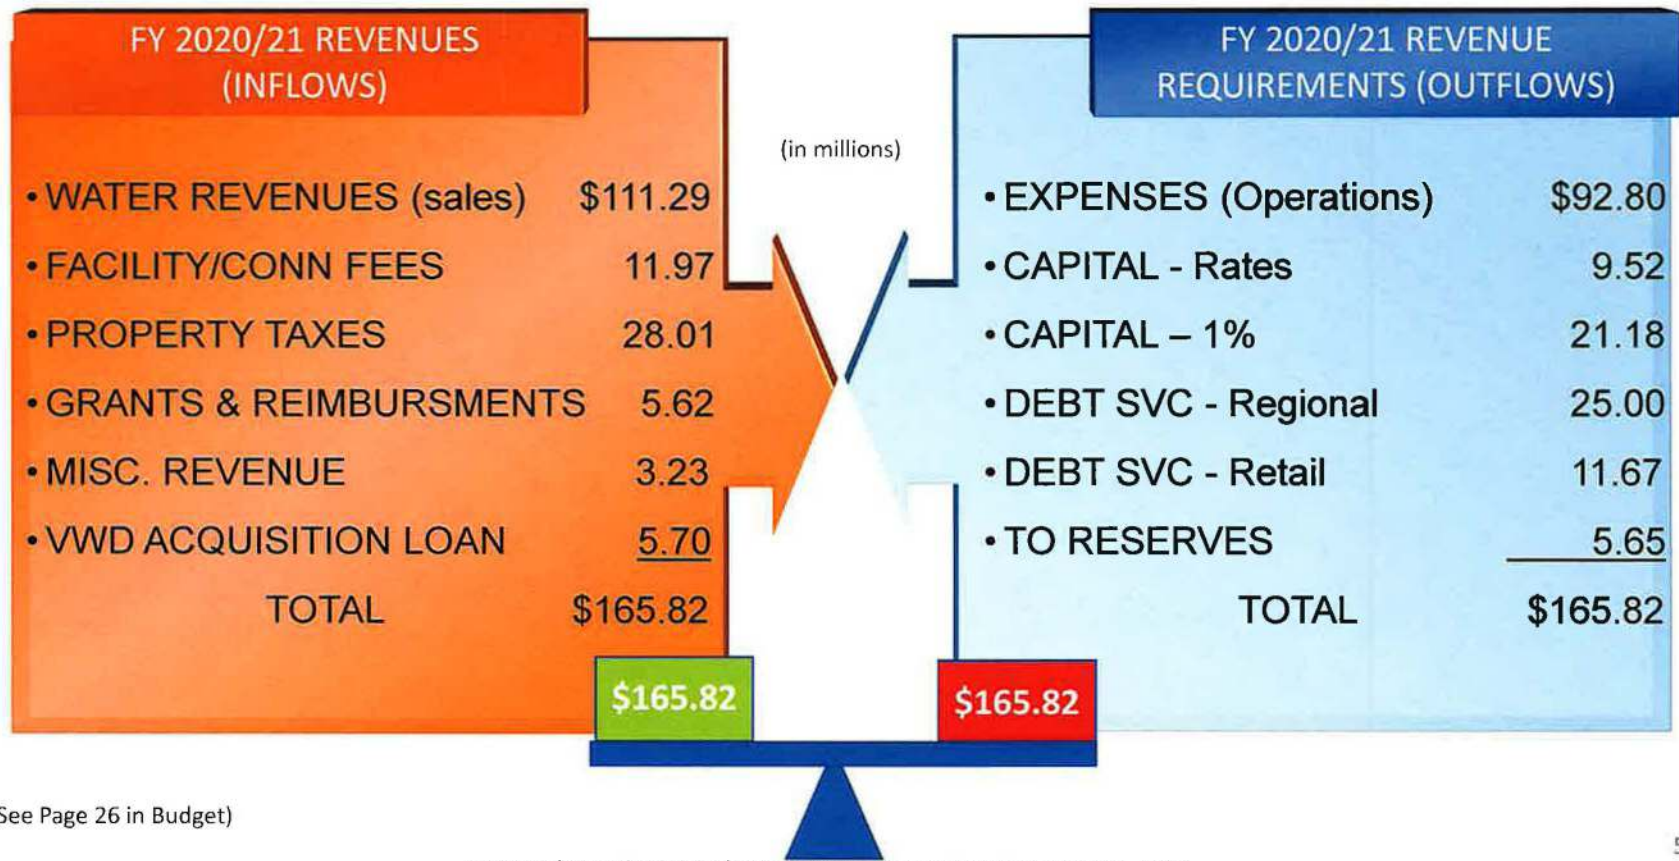 FY 2020/21 REVENUES
(INFLOWS)
• WATER REVENUES (sales) $111.29
• FACILITY/CONN FEES 11.97
• PROPERTY TAXES 28.01
• GRANTS & REIMBURSMENTS 5.62
• MISC. REVENUE 3.23
• VWD ACQUISITION LOAN 5.70
TOTAL $165.82
(in millions)
FY 2020/21 REVENUE
REQUIREMENTS (OUTFLOWS)
• EXPENSES (Operations) $92.80
• CAPITAL - Rates 9.52
• CAPITAL – 1% 21.18
• DEBT SVC - Regional 25.00
• DEBT SVC - Retail 11.67
• TO RESERVES 5.65
TOTAL $165.82
$165.82
$165.82
See Page 26 in Budget)